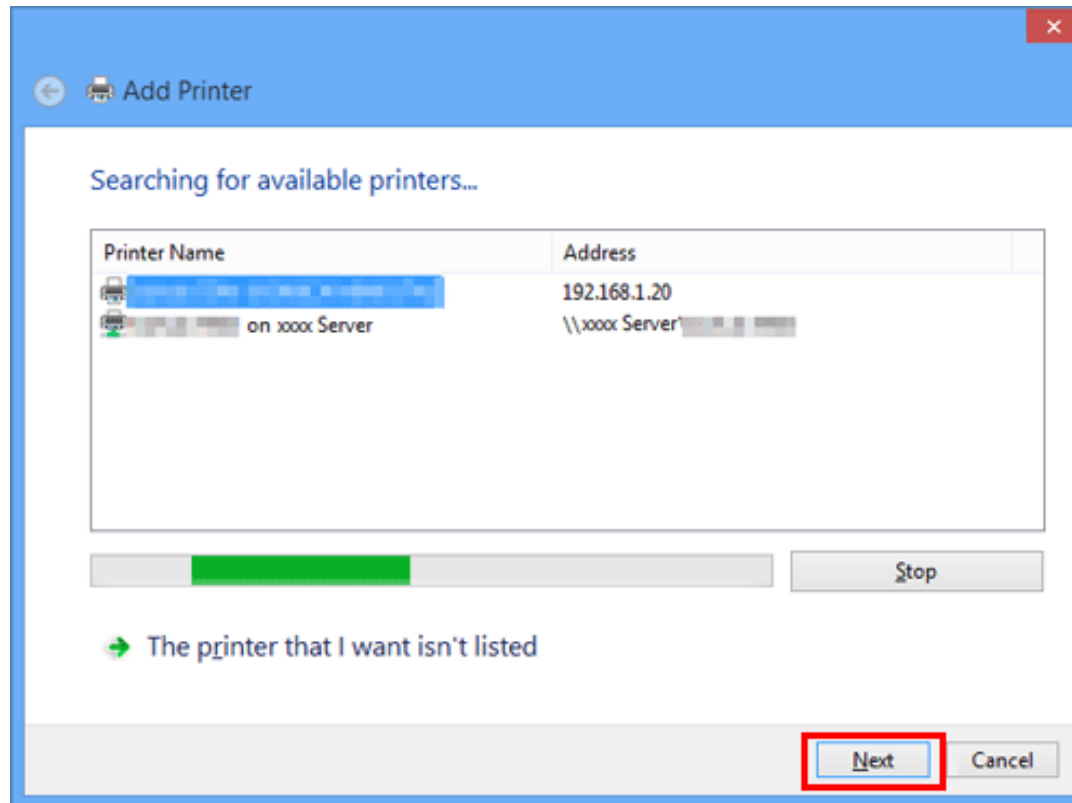 Add Printer
Searching for available printers...
Printer Name Address
192.168.1.20
on xxxx Server \\xxxx Server\
Stop
The printer that I want isn't listed
Next Cancel